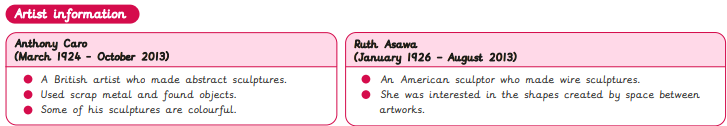 Artist information
Anthony Caro
(March 1924 – October 2013)
A British artist who made abstract sculptures.
Used scrap metal and found objects.
Some of his sculptures are colourful.
Ruth Asawa
(January 1926 – August 2013)
An American sculptor who made wire sculptures.
She was interested in the shapes created by space between
artworks.